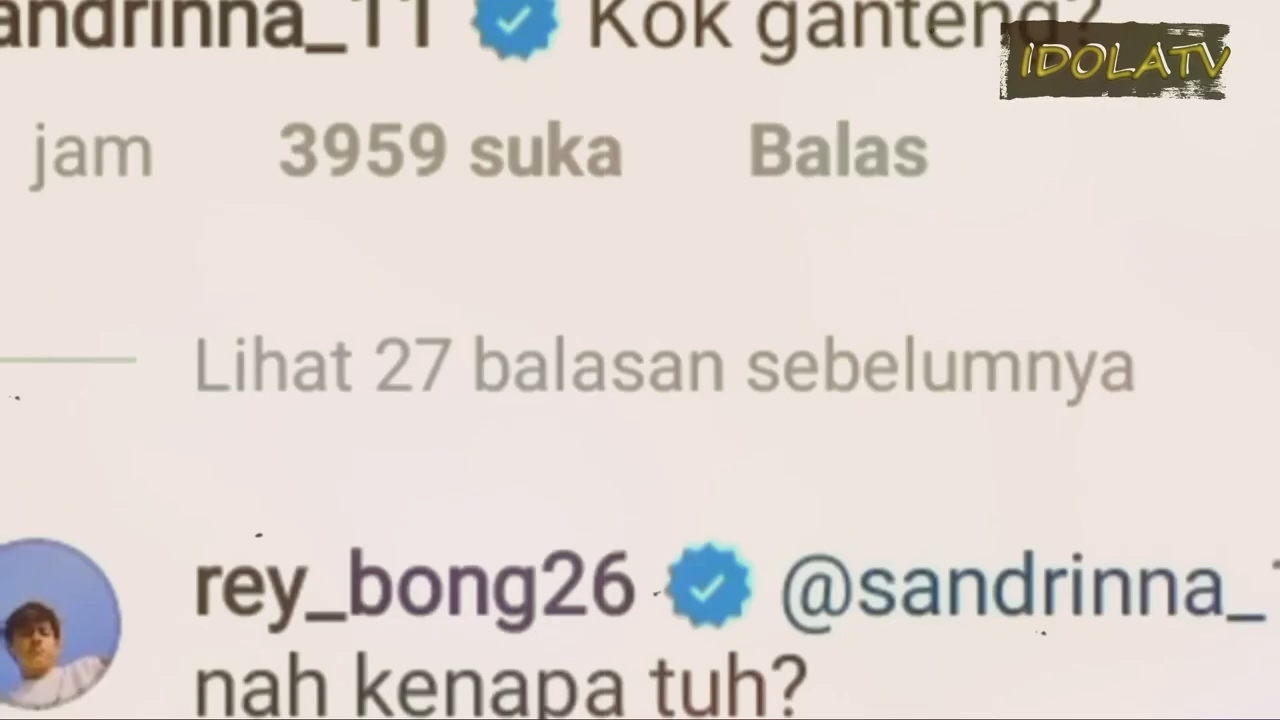 andrinna_11 Kok ganteng?
IDOLATV
jam 3959 suka Balas
Lihat 27 balasan sebelumnya
rey_bong26 @sandrinna_
nah kenapa tuh?